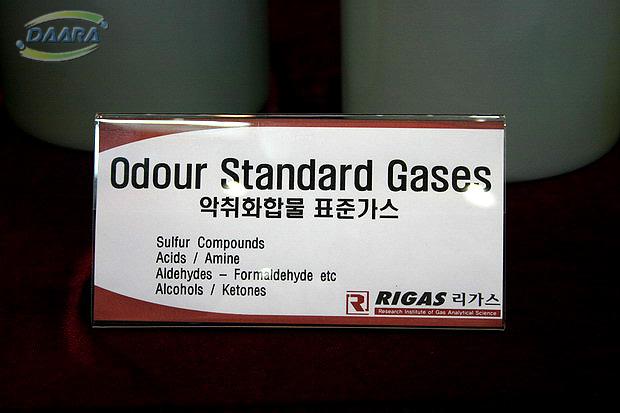 DAARA
Odour Standard Gases
악취화합물 표준가스
Sulfur Compounds
Acids / Amine
Aldehydes – Formaldehyde etc
Alcohols / Ketones
R RIGAS 리가스
Research Institute of Gas Analytical Science